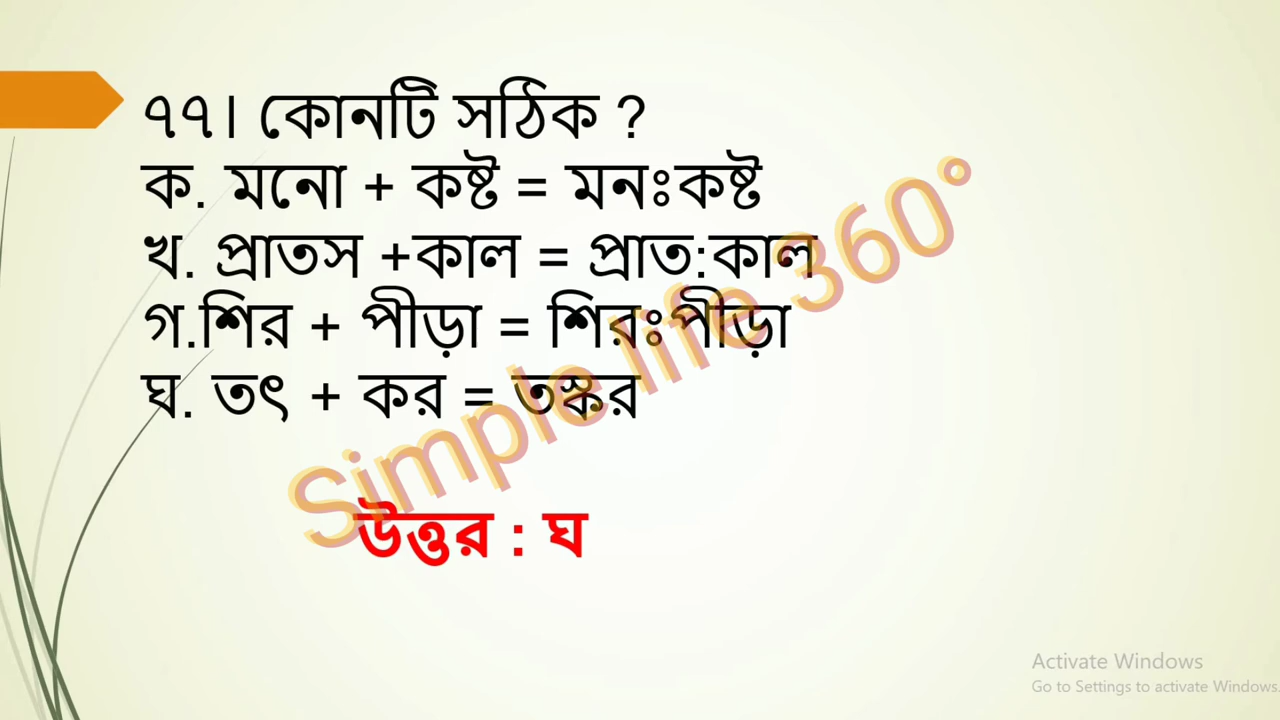 ৭৭। কোনটি সঠিক ?
ক. মনো + কষ্ট = মনঃকষ্ট
খ. প্রাতস +কাল = প্রাত:কাল
গ.শির + পীড়া = শিরঃপীড়া
ঘ. তৎ + কর = তস্কর
Simple life 360°
উত্তর : ঘ
Activate Windows
Go to Settings to activate Windows.